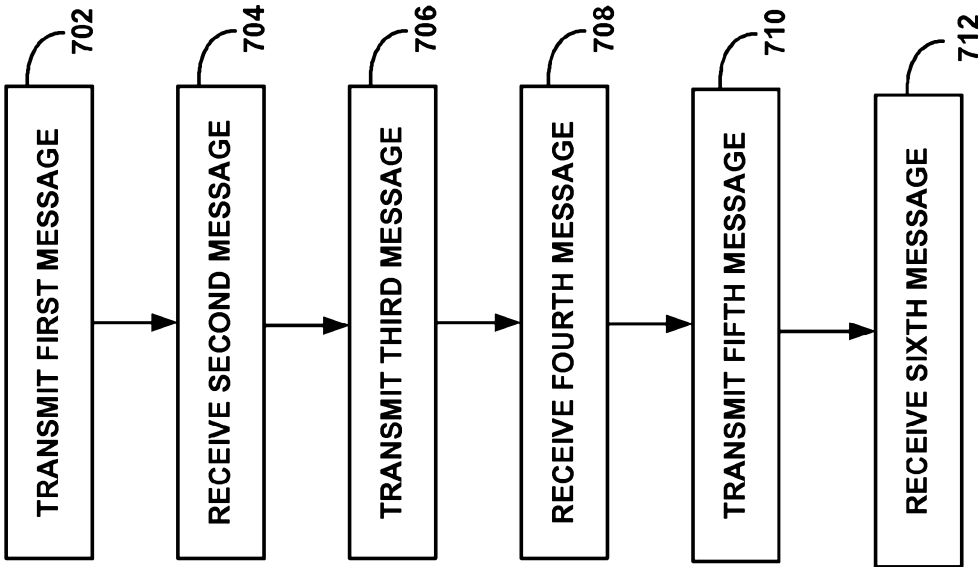 TRANSMIT FIRST MESSAGE
702
RECEIVE SECOND MESSAGE
704
TRANSMIT THIRD MESSAGE
706
RECEIVE FOURTH MESSAGE
708
TRANSMIT FIFTH MESSAGE
710
RECEIVE SIXTH MESSAGE
712